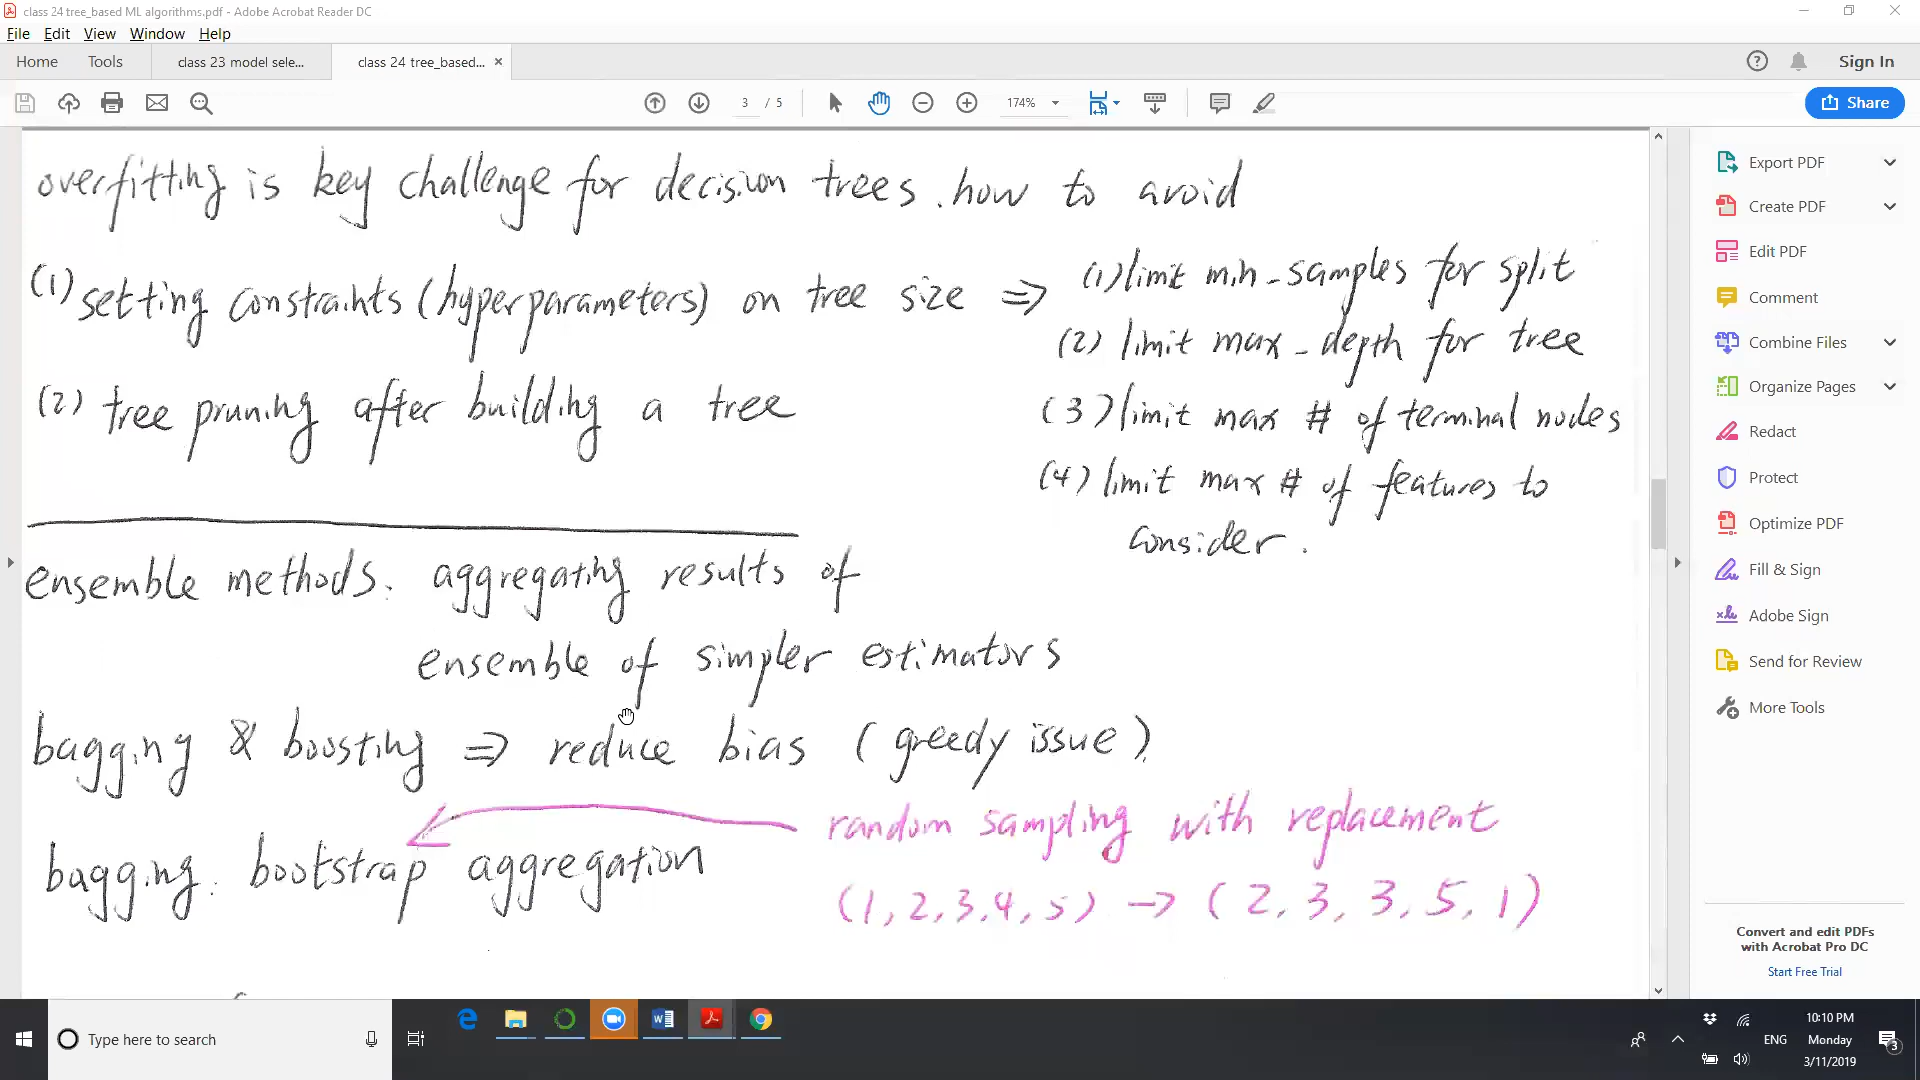 class 24 tree_based ML algorithms.pdf - Adobe Acrobat Reader DC
File Edit View Window Help
Home Tools class 23 model sele... class 24 tree_based... × Sign In
3 / 5 174% Share
overfitting is key challenge for decision trees. how to avoid
(1) setting constraints (hyperparameters) on tree size ⇒ (1) limit min_samples for split
(2) limit max_depth for tree
(2) tree pruning after building a tree
(3) limit max # of terminal nodes
(4) limit max # of features to
consider.
ensemble methods: aggregating results of
ensemble of simpler estimators
bagging & boosting ⇒ reduce bias (greedy issue)
random sampling with replacement
bagging: bootstrap aggregation
(1, 2, 3, 4, 5) → (2, 3, 3, 5, 1)
Export PDF
Create PDF
Edit PDF
Comment
Combine Files
Organize Pages
Redact
Protect
Optimize PDF
Fill & Sign
Adobe Sign
Send for Review
More Tools
Convert and edit PDFs
with Acrobat Pro DC
Start Free Trial
Type here to search
ENG
10:10 PM
Monday
3/11/2019
3